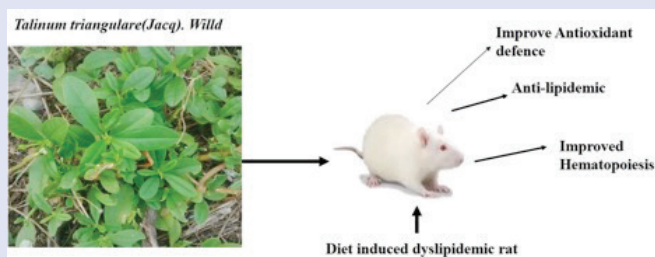 Talinum triangulare(Jacq). Willd
Improve Antioxidant
defence
Anti-lipidemic
Improved
Hematopoiesis
Diet induced dyslipidemic rat